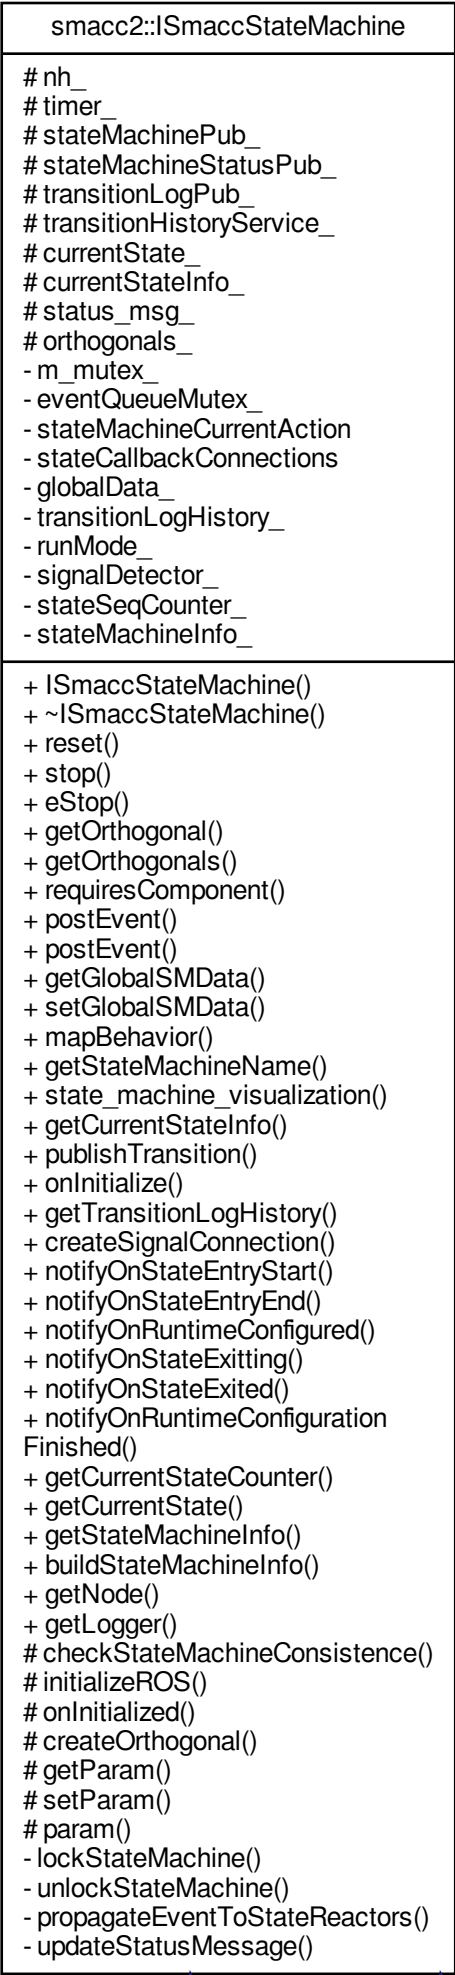 smacc2::ISmaccStateMachine
# nh_
# timer_
# stateMachinePub_
# stateMachineStatusPub_
# transitionLogPub_
# transitionHistoryService_
# currentState_
# currentStateInfo_
# status_msg_
# orthogonals_
- m_mutex_
- eventQueueMutex_
- stateMachineCurrentAction
- stateCallbackConnections
- globalData_
- transitionLogHistory_
- runMode_
- signalDetector_
- stateSeqCounter_
- stateMachineInfo_
+ ISmaccStateMachine()
+ ~ISmaccStateMachine()
+ reset()
+ stop()
+ eStop()
+ getOrthogonal()
+ getOrthogonals()
+ requiresComponent()
+ postEvent()
+ postEvent()
+ getGlobalSMData()
+ setGlobalSMData()
+ mapBehavior()
+ getStateMachineName()
+ state_machine_visualization()
+ getCurrentStateInfo()
+ publishTransition()
+ onInitialize()
+ getTransitionLogHistory()
+ createSignalConnection()
+ notifyOnStateEntryStart()
+ notifyOnStateEntryEnd()
+ notifyOnRuntimeConfigured()
+ notifyOnStateExitting()
+ notifyOnStateExited()
+ notifyOnRuntimeConfiguration
Finished()
+ getCurrentStateCounter()
+ getCurrentState()
+ getStateMachineInfo()
+ buildStateMachineInfo()
+ getNode()
+ getLogger()
# checkStateMachineConsistence()
# initializeROS()
# onInitialized()
# createOrthogonal()
# getParam()
# setParam()
# param()
- lockStateMachine()
- unlockStateMachine()
- propagateEventToStateReactors()
- updateStatusMessage()